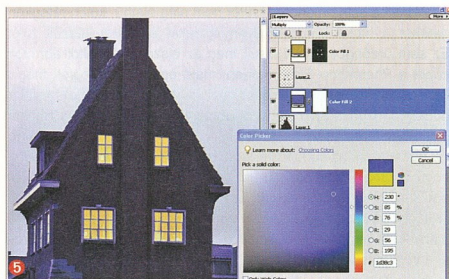 Layers
More
Multiply
Opacity: 100%
Lock:
Color Fill 1
Layer 2
Color Fill 2
Layer 1
Color Picker
Learn more about: Choosing Colors
OK
Cancel
Pick a solid color:
H: 230 °
S: 85 %
B: 76 %
R: 29
G: 56
B: 195
# 1d38c3
Only Web Colors
5